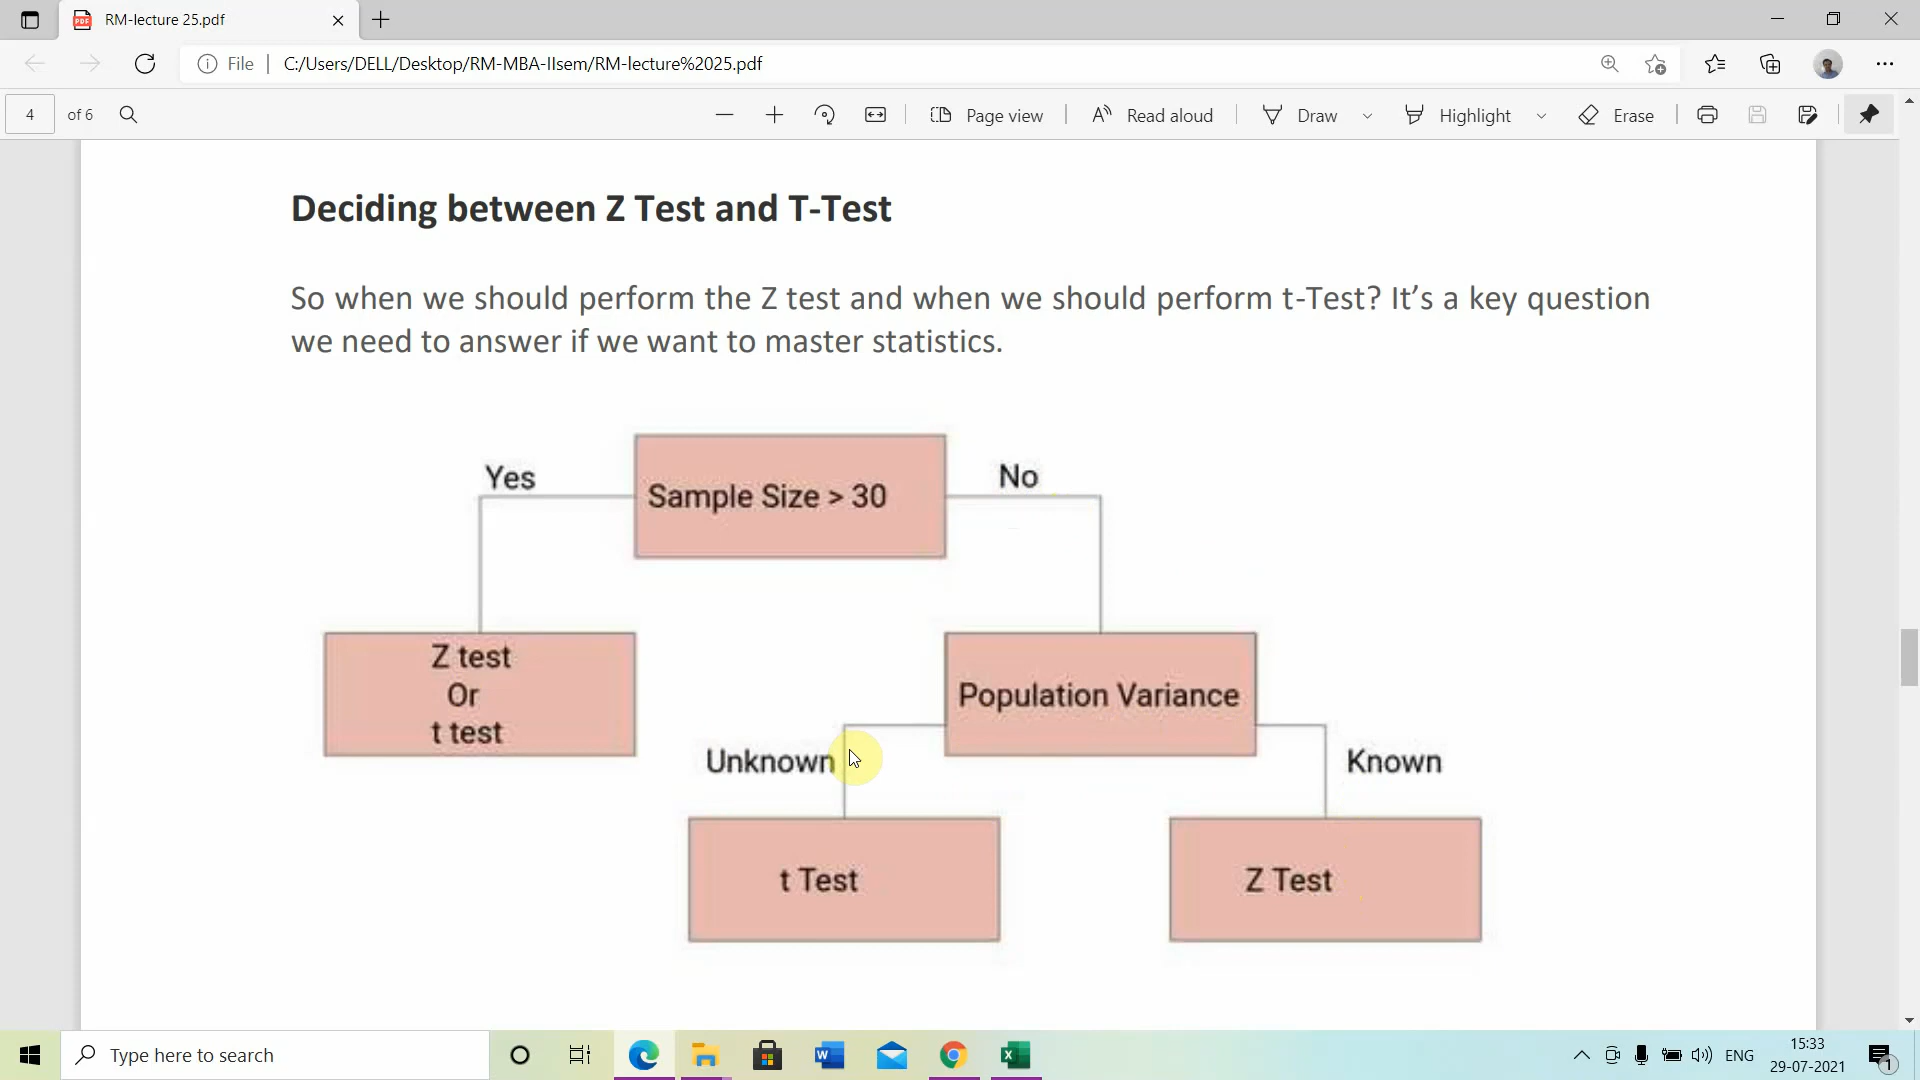 RM-lecture 25.pdf
File
C:/Users/DELL/Desktop/RM-MBA-IIsem/RM-lecture%2025.pdf
4 of 6
Page view
Read aloud
Draw
Highlight
Erase
Deciding between Z Test and T-Test
So when we should perform the Z test and when we should perform t-Test? It’s a key question
we need to answer if we want to master statistics.
Yes
Sample Size > 30
No
Z test
Or
t test
Population Variance
Unknown
Known
t Test
Z Test
Type here to search
ENG
15:33
29-07-2021
1